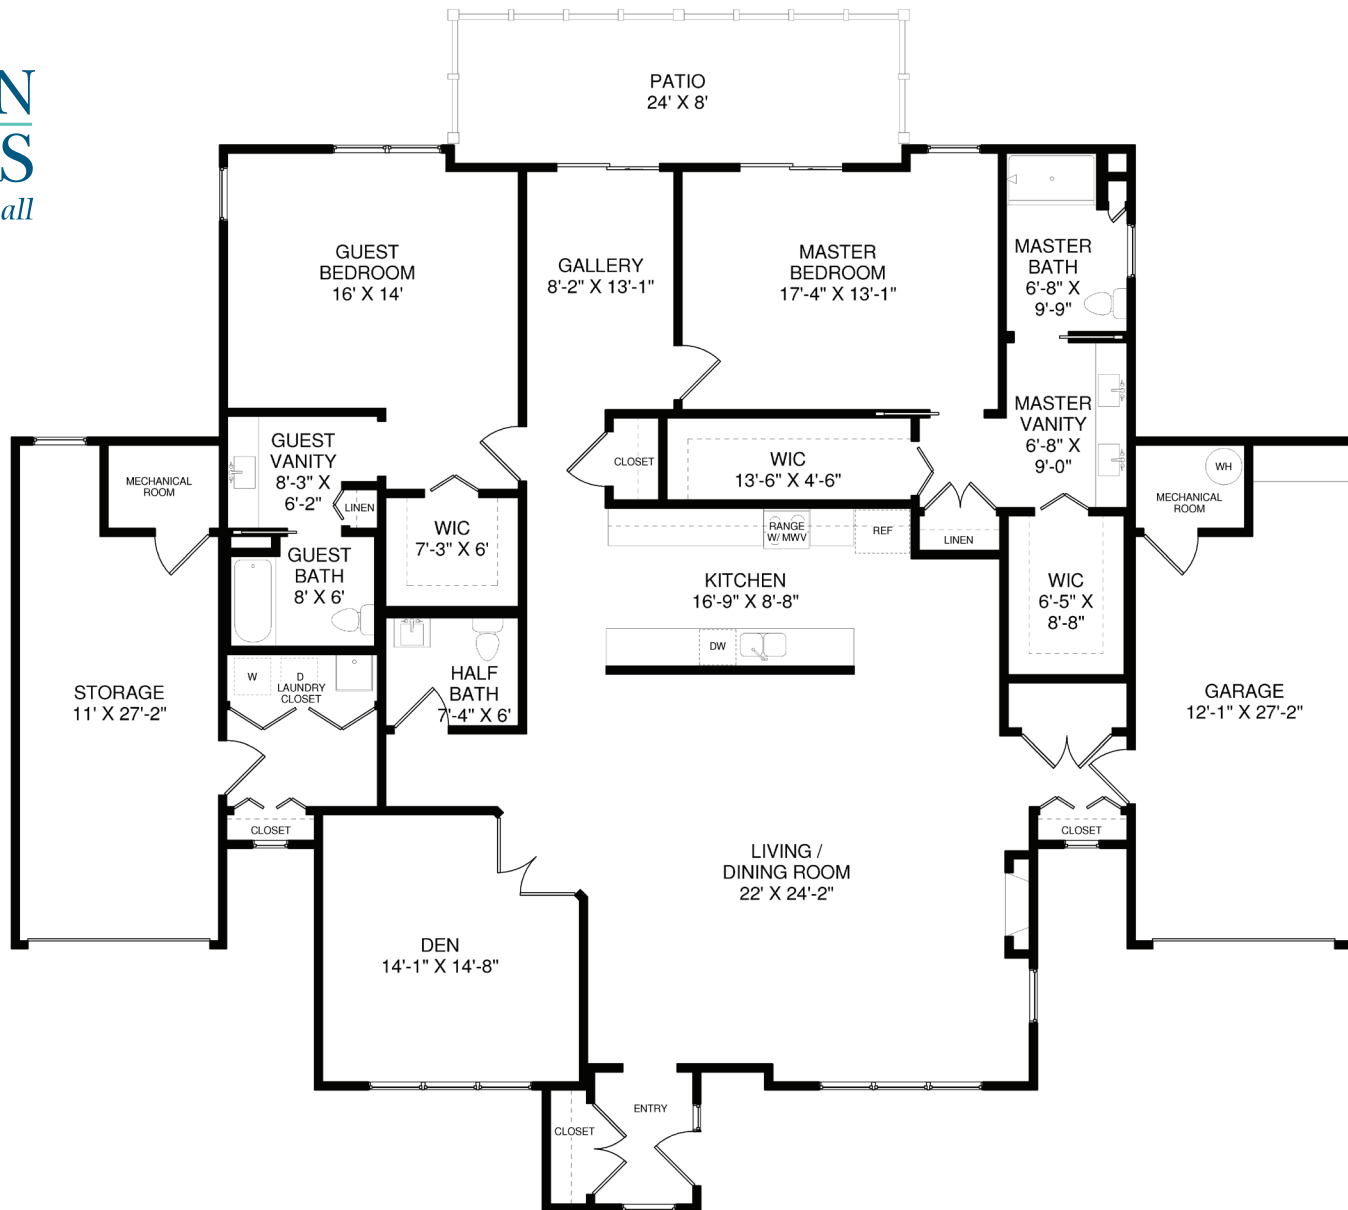 N
S
all
PATIO
24' X 8'
GUEST
BEDROOM
16' X 14'
GALLERY
8'-2" X 13'-1"
MASTER
BEDROOM
17'-4" X 13'-1"
MASTER
BATH
6'-8" X
9'-9"
MASTER
VANITY
6'-8" X
9'-0"
GUEST
VANITY
8'-3" X
6'-2"
LINEN
MECHANICAL
ROOM
CLOSET
WIC
13'-6" X 4'-6"
WH
MECHANICAL
ROOM
WIC
7'-3" X 6'
RANGE
W/ MWV
REF
LINEN
GUEST
BATH
8' X 6'
KITCHEN
16'-9" X 8'-8"
WIC
6'-5" X
8'-8"
DW
W
D
LAUNDRY
CLOSET
HALF
BATH
7'-4" X 6'
STORAGE
11' X 27'-2"
GARAGE
12'-1" X 27'-2"
CLOSET
CLOSET
LIVING /
DINING ROOM
22' X 24'-2"
DEN
14'-1" X 14'-8"
ENTRY
CLOSET